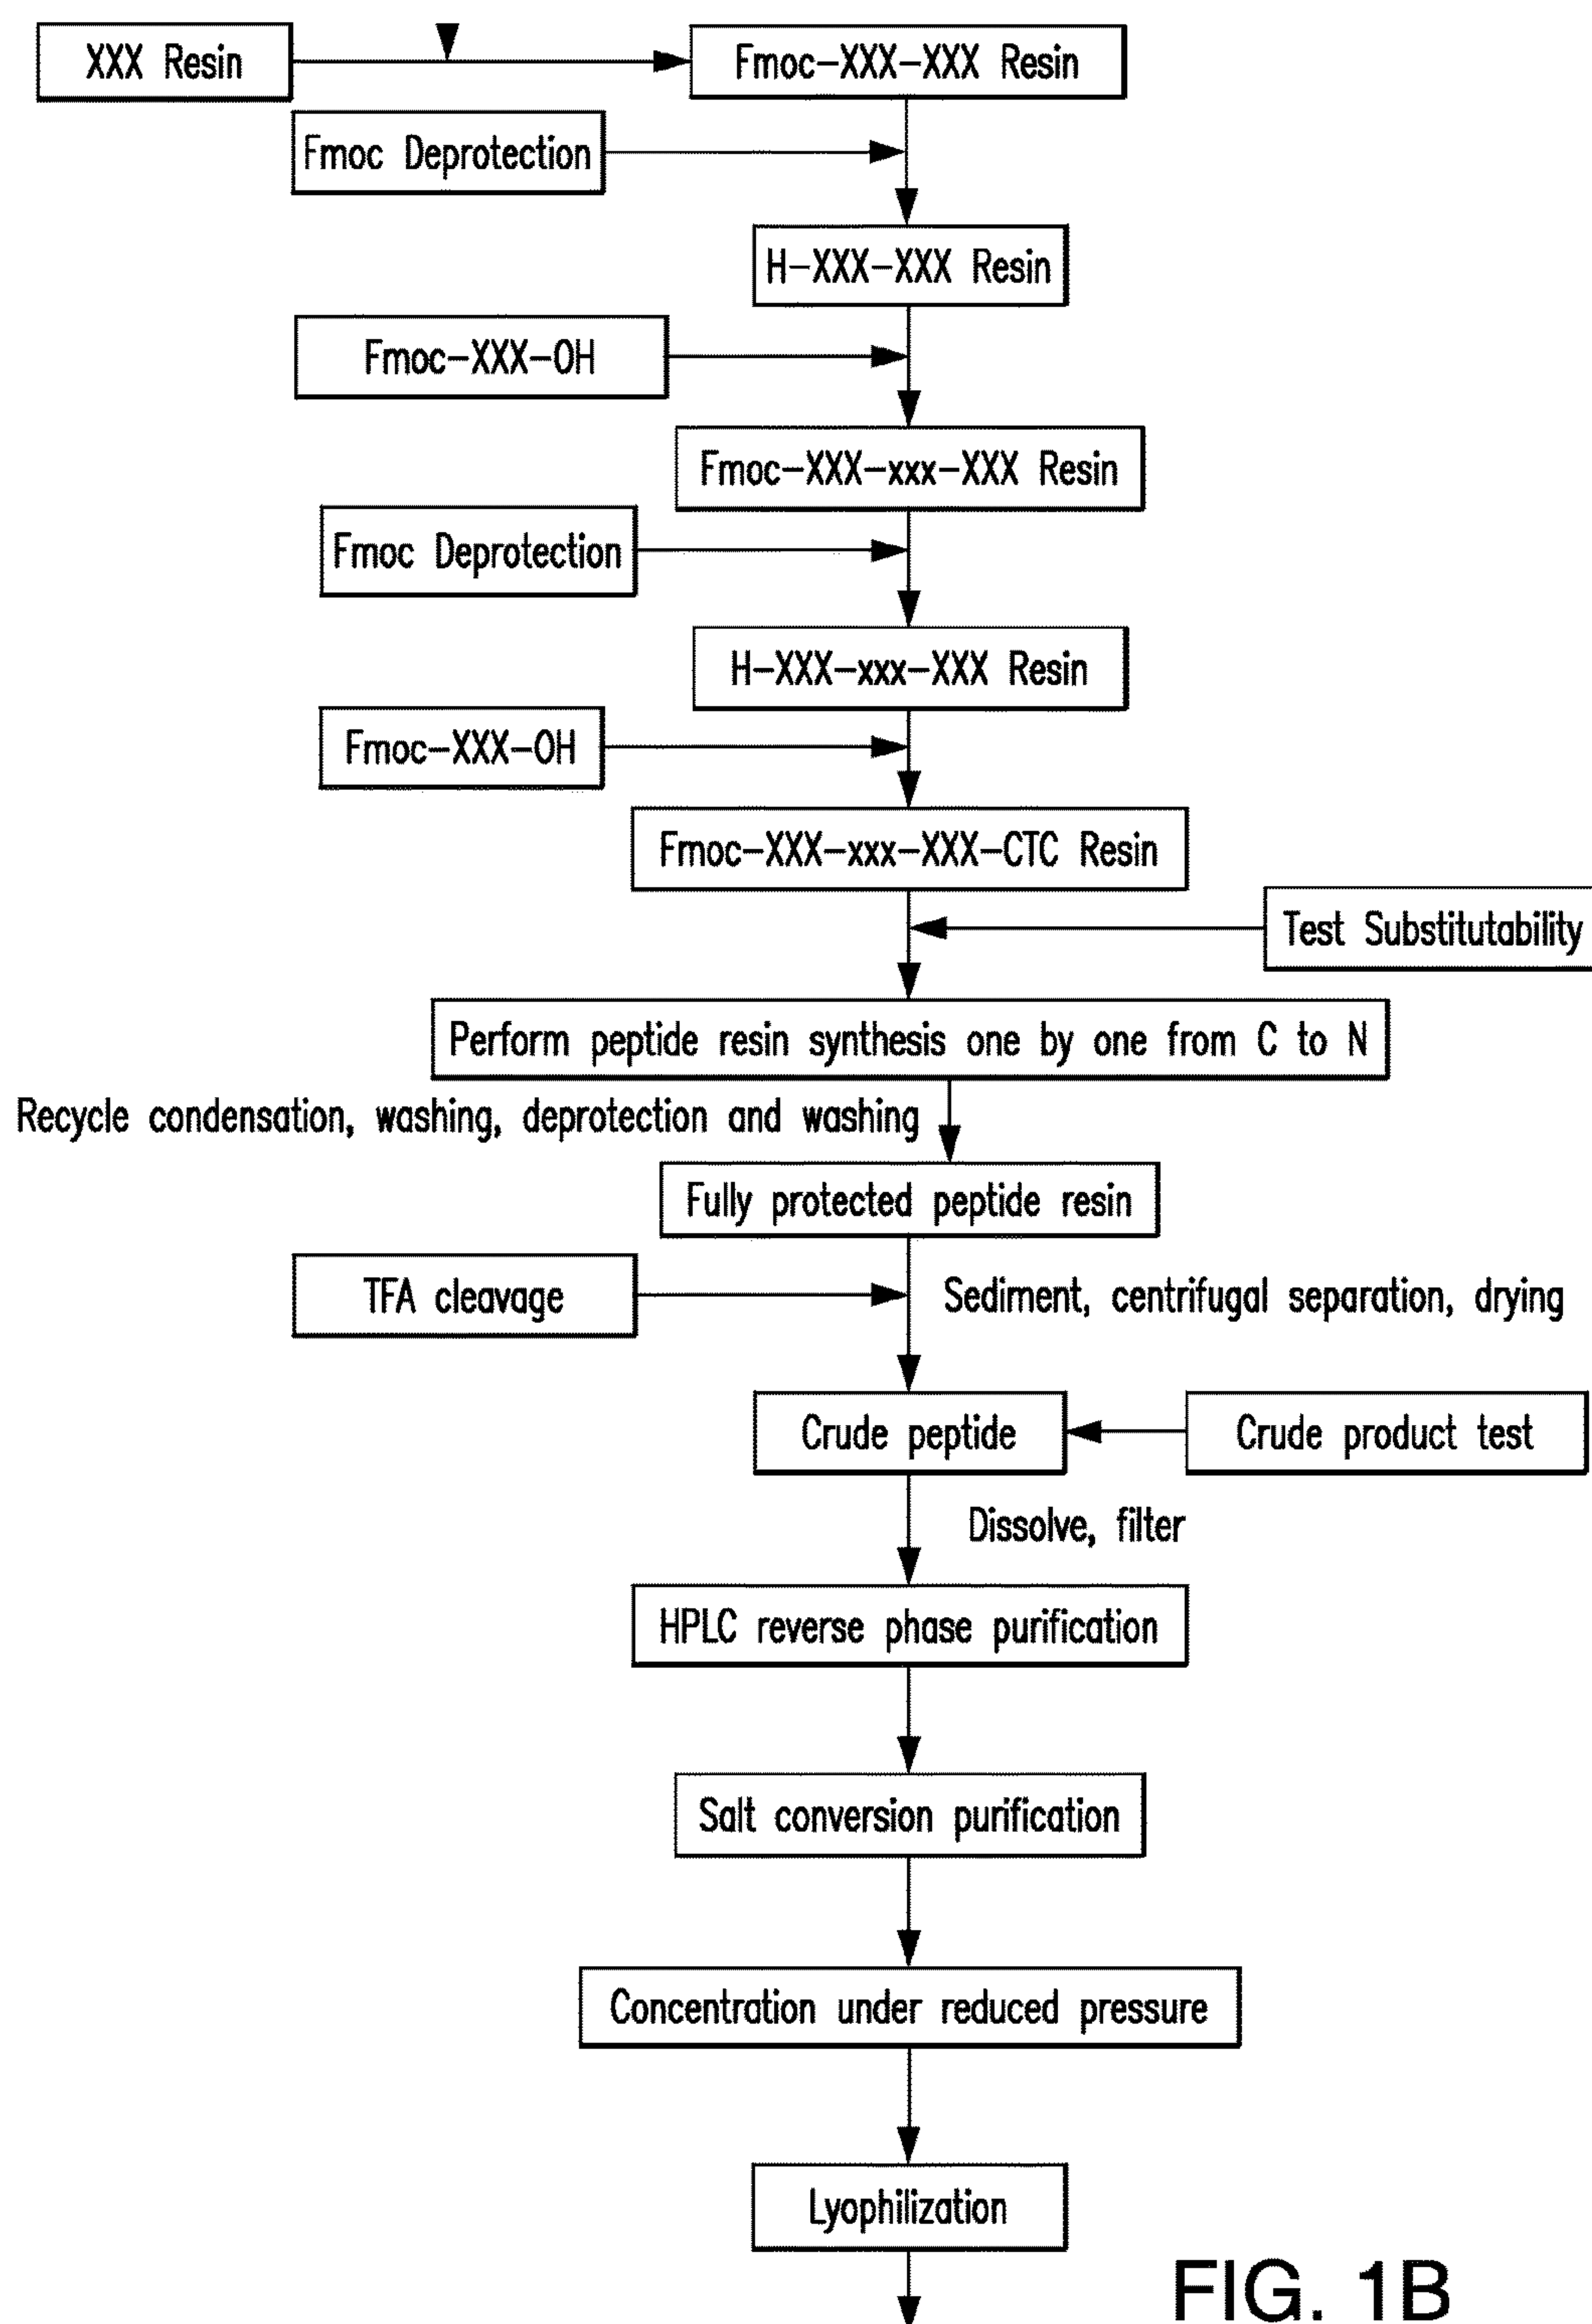 XXX Resin
Fmoc-XXX-XXX Resin
Fmoc Deprotection
H-XXX-XXX Resin
Fmoc-XXX-OH
Fmoc-XXX-xxx-XXX Resin
Fmoc Deprotection
H-XXX-xxx-XXX Resin
Fmoc-XXX-OH
Fmoc-XXX-xxx-XXX-CTC Resin
Test Substitutability
Perform peptide resin synthesis one by one from C to N
Recycle condensation, washing, deprotection and washing
Fully protected peptide resin
TFA cleavage
Sediment, centrifugal separation, drying
Crude peptide
Crude product test
Dissolve, filter
HPLC reverse phase purification
Salt conversion purification
Concentration under reduced pressure
Lyophilization
FIG. 1B